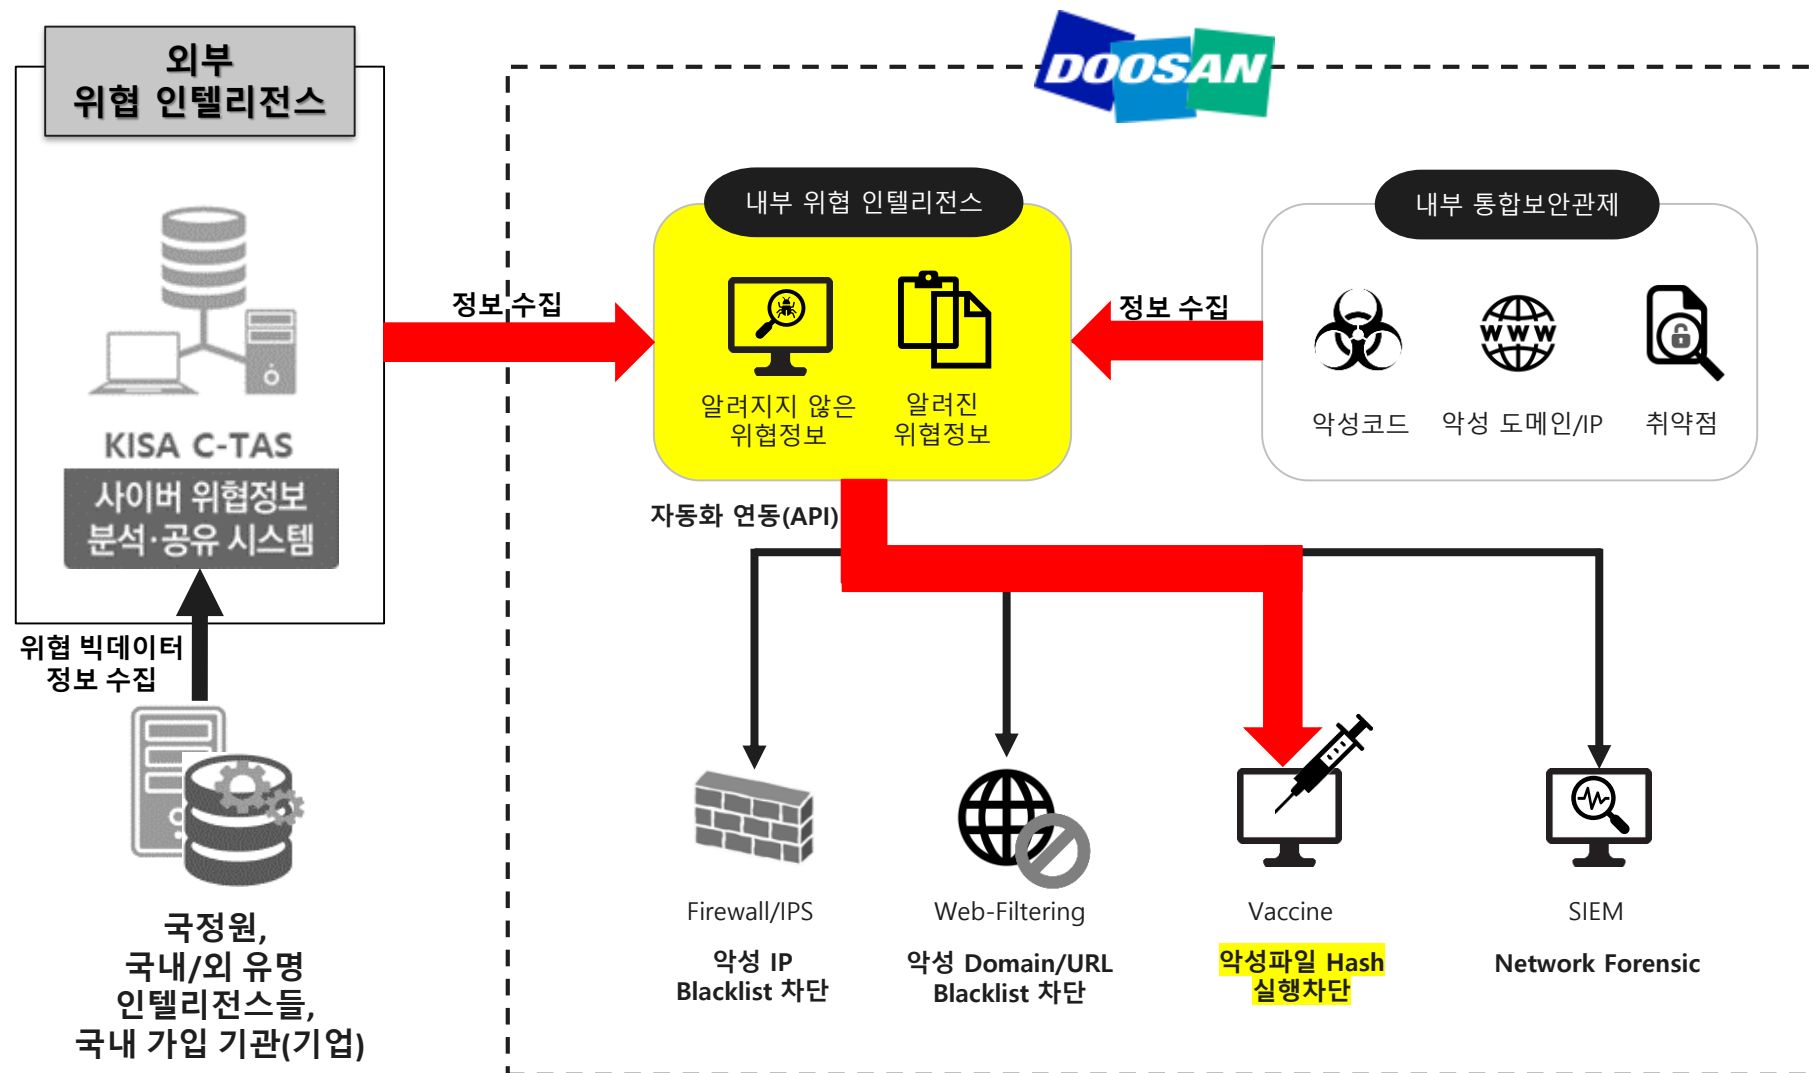 외부
위협 인텔리전스
KISA C-TAS
사이버 위협정보
분석·공유 시스템
위협 빅데이터
정보 수집
국정원,
국내/외 유명
인텔리전스들,
국내 가입 기관(기업)
DOOSAN
정보 수집
내부 위협 인텔리전스
알려지지 않은
위협정보
알려진
위협정보
정보 수집
내부 통합보안관제
악성코드
WWW
악성 도메인/IP
취약점
자동화 연동(API)
Firewall/IPS
악성 IP
Blacklist 차단
Web-Filtering
악성 Domain/URL
Blacklist 차단
Vaccine
악성파일 Hash
실행차단
SIEM
Network Forensic